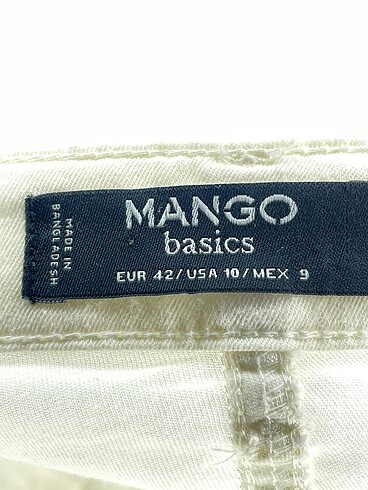 MANGO
basics
EUR 42/USA 10/MEX 9
MADE IN
BANGLADESH